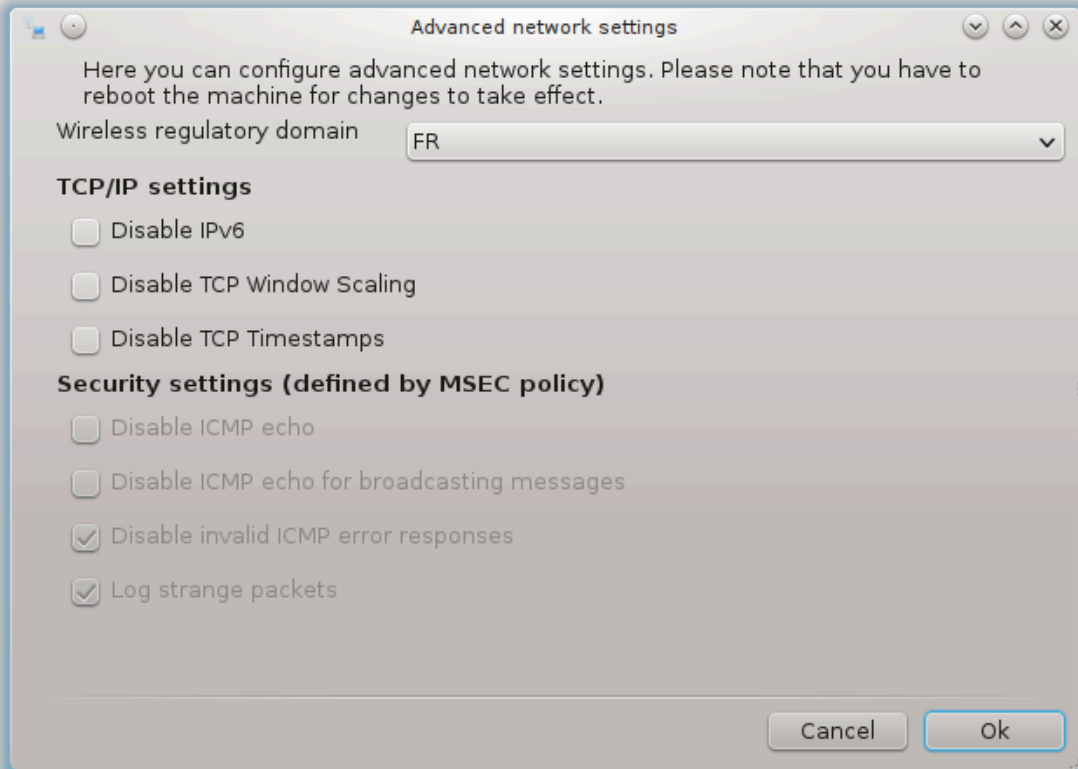 Advanced network settings
Here you can configure advanced network settings. Please note that you have to
reboot the machine for changes to take effect.
Wireless regulatory domain
FR
TCP/IP settings
Disable IPv6
Disable TCP Window Scaling
Disable TCP Timestamps
Security settings (defined by MSEC policy)
Disable ICMP echo
Disable ICMP echo for broadcasting messages
Disable invalid ICMP error responses
Log strange packets
Cancel
Ok